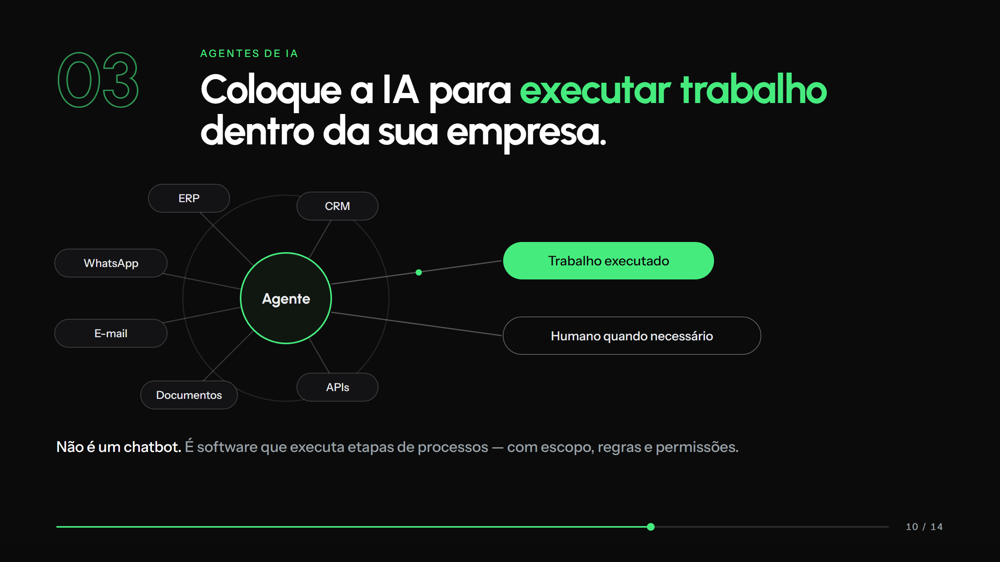 03
AGENTES DE IA
Coloque a IA para executar trabalho
dentro da sua empresa.
ERP
CRM
WhatsApp
Trabalho executado
Agente
E-mail
Humano quando necessário
Documentos
APIs
Não é um chatbot. É software que executa etapas de processos — com escopo, regras e permissões.
10 / 14